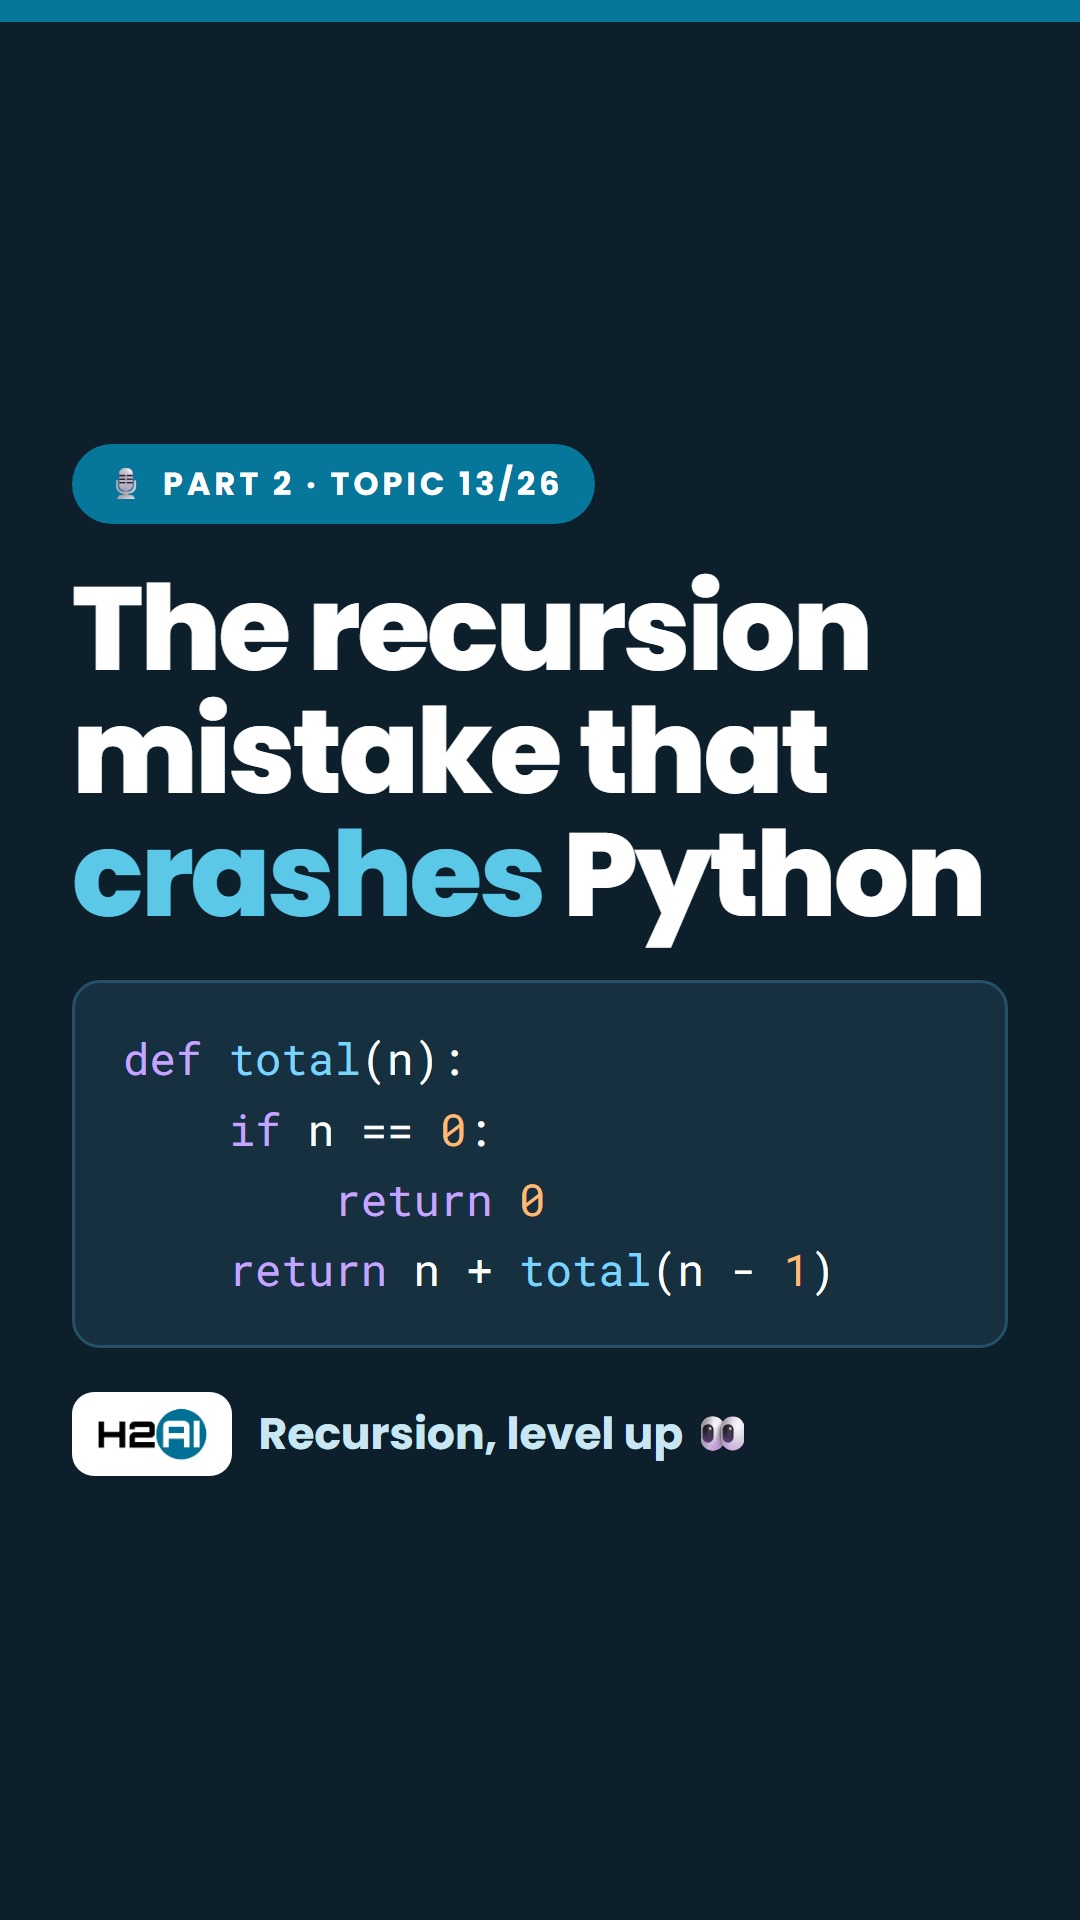 🎙️ PART 2 · TOPIC 13/26
The recursion
mistake that
crashes Python
def total(n):
    if n == 0:
        return 0
    return n + total(n - 1)
H2AI Recursion, level up 👀